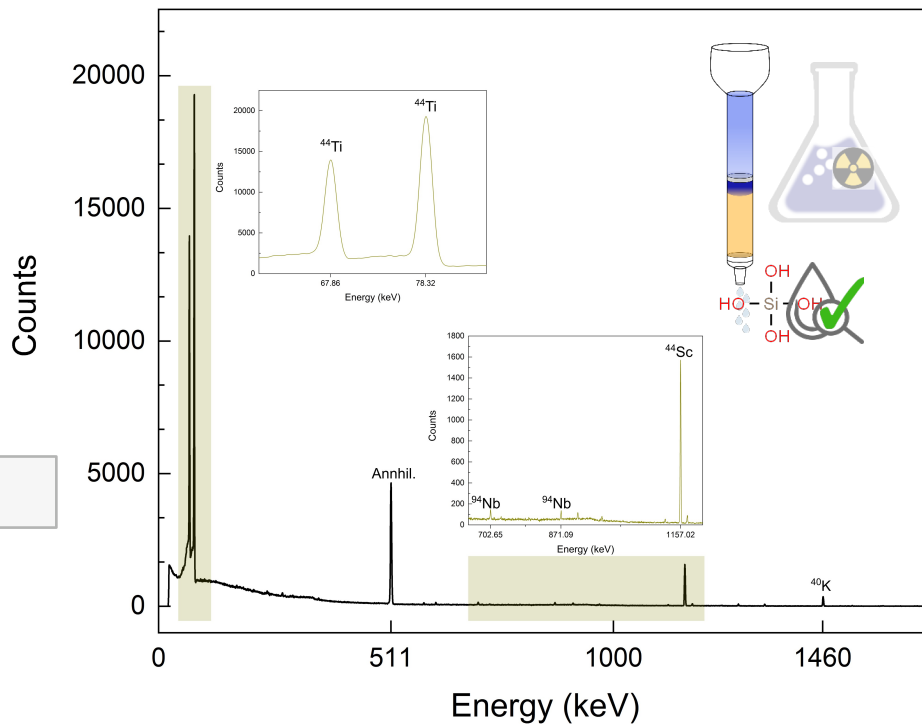 Counts
20000
15000
10000
5000
0
0
511
1000
1460
Energy (keV)
Annhil.
⁴⁰K
Counts
20000
15000
10000
5000
0
⁴⁴Ti
⁴⁴Ti
67.86
78.32
Energy (keV)
Counts
1800
1600
1400
1200
1000
800
600
400
200
0
⁹⁴Nb
⁹⁴Nb
⁴⁴Sc
702.65
871.09
1157.02
Energy (keV)
OH
HO Si OH
OH